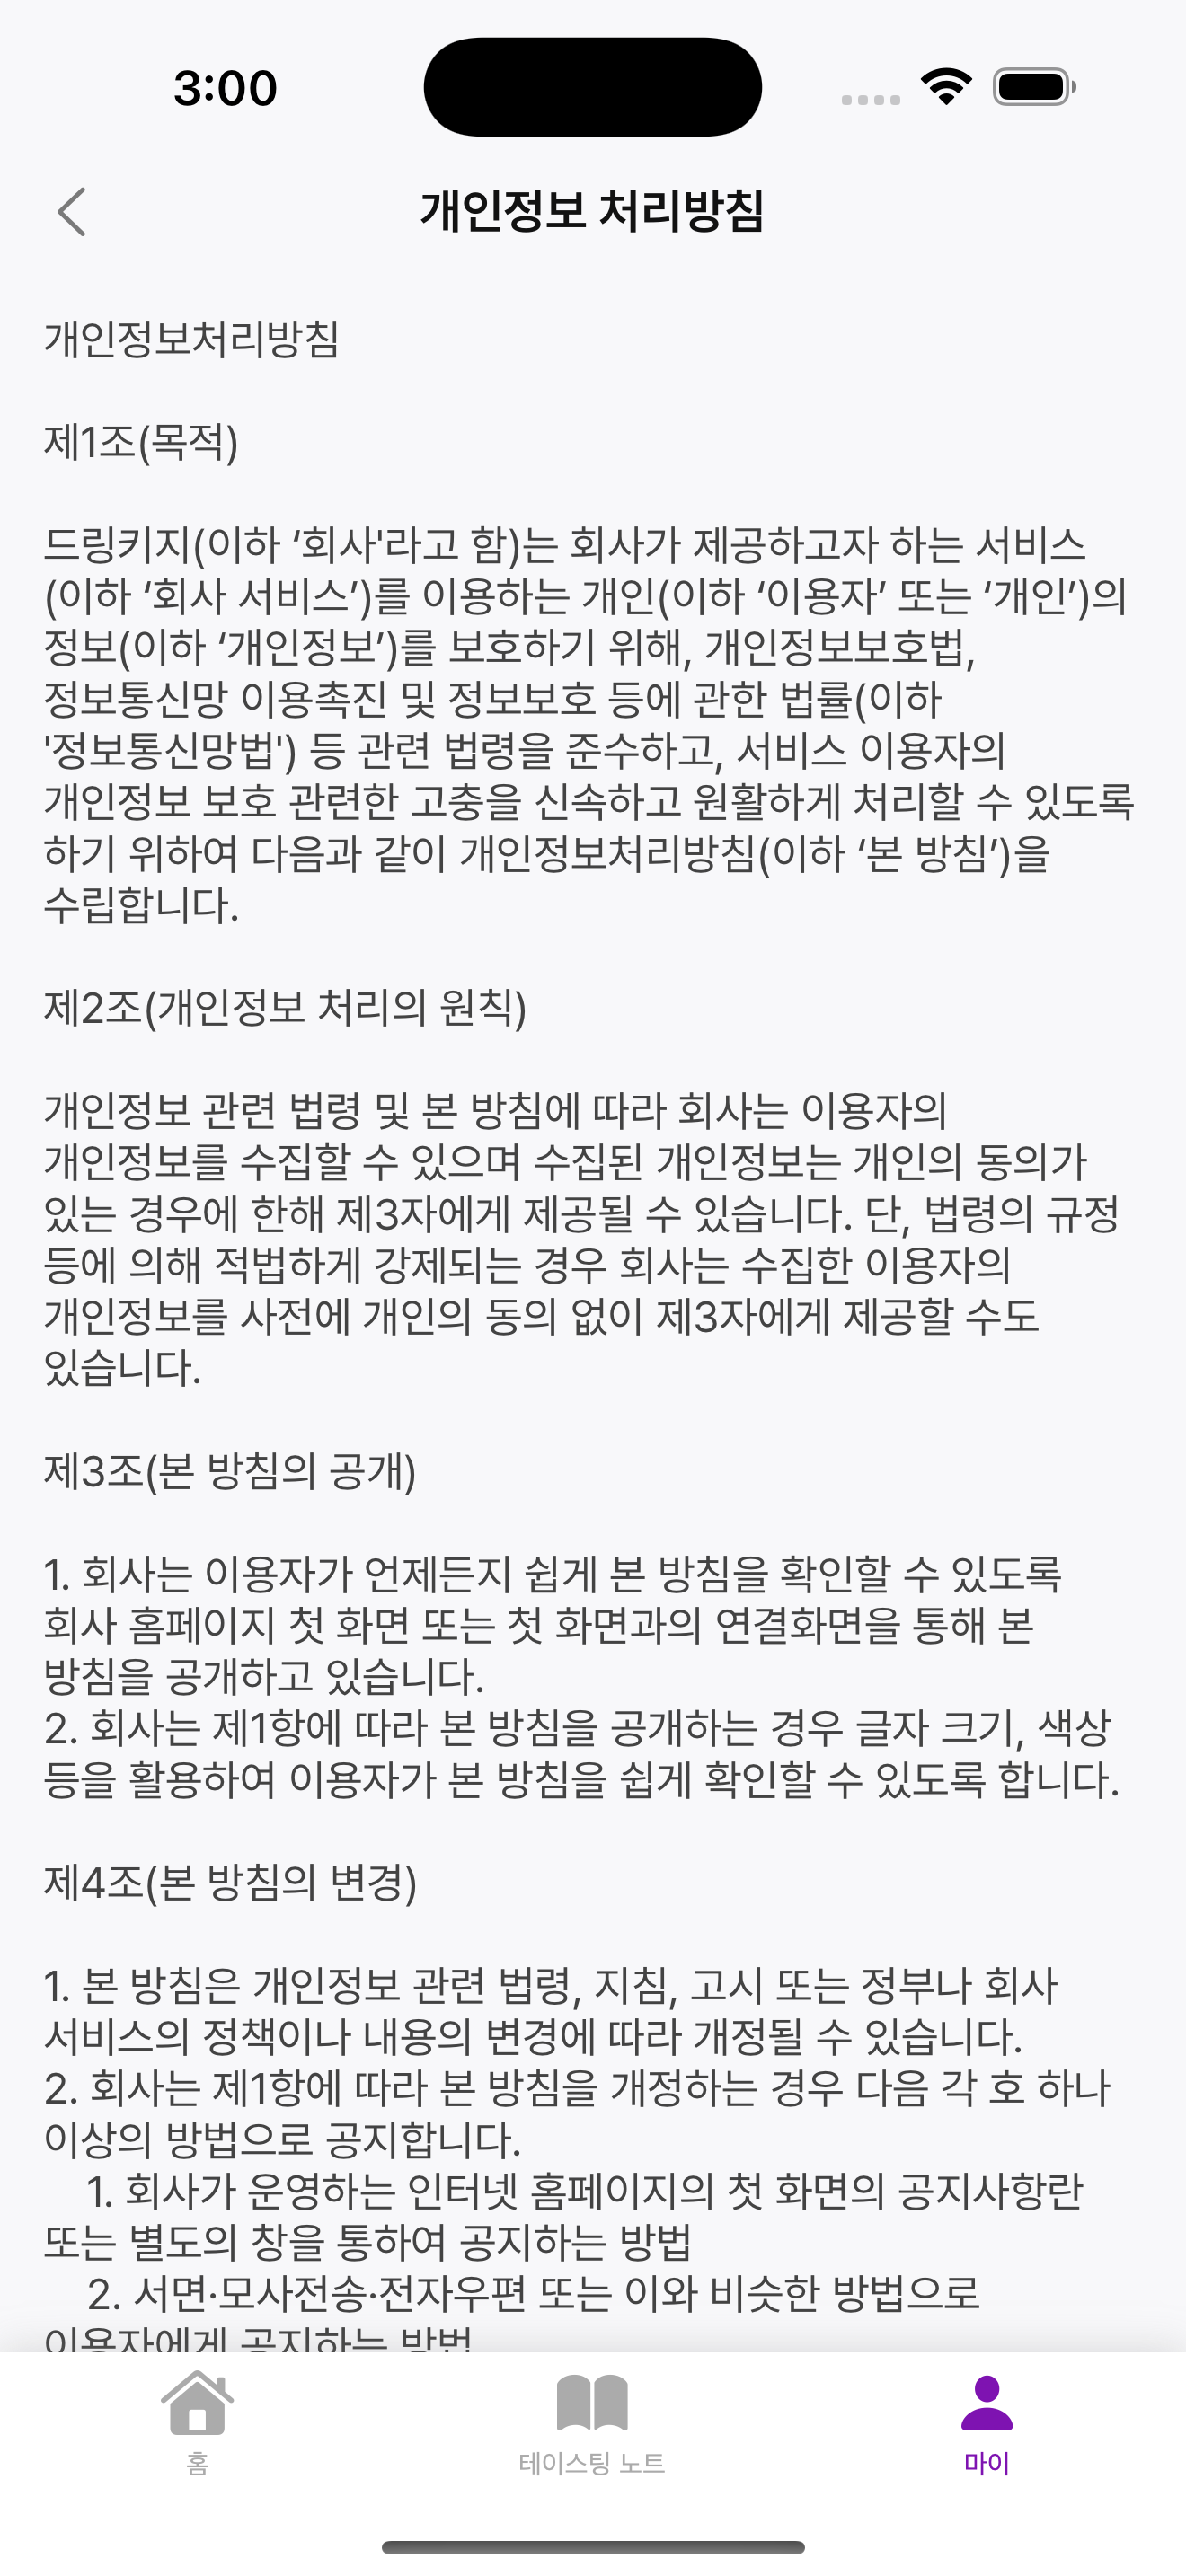 3:00
개인정보 처리방침
개인정보처리방침
제1조(목적)
드링키지(이하 ‘회사'라고 함)는 회사가 제공하고자 하는 서비스
(이하 ‘회사 서비스’)를 이용하는 개인(이하 ‘이용자’ 또는 ‘개인’)의
정보(이하 ‘개인정보’)를 보호하기 위해, 개인정보보호법,
정보통신망 이용촉진 및 정보보호 등에 관한 법률(이하
'정보통신망법') 등 관련 법령을 준수하고, 서비스 이용자의
개인정보 보호 관련한 고충을 신속하고 원활하게 처리할 수 있도록
하기 위하여 다음과 같이 개인정보처리방침(이하 ‘본 방침’)을
수립합니다.
제2조(개인정보 처리의 원칙)
개인정보 관련 법령 및 본 방침에 따라 회사는 이용자의
개인정보를 수집할 수 있으며 수집된 개인정보는 개인의 동의가
있는 경우에 한해 제3자에게 제공될 수 있습니다. 단, 법령의 규정
등에 의해 적법하게 강제되는 경우 회사는 수집한 이용자의
개인정보를 사전에 개인의 동의 없이 제3자에게 제공할 수도
있습니다.
제3조(본 방침의 공개)
1. 회사는 이용자가 언제든지 쉽게 본 방침을 확인할 수 있도록
회사 홈페이지 첫 화면 또는 첫 화면과의 연결화면을 통해 본
방침을 공개하고 있습니다.
2. 회사는 제1항에 따라 본 방침을 공개하는 경우 글자 크기, 색상
등을 활용하여 이용자가 본 방침을 쉽게 확인할 수 있도록 합니다.
제4조(본 방침의 변경)
1. 본 방침은 개인정보 관련 법령, 지침, 고시 또는 정부나 회사
서비스의 정책이나 내용의 변경에 따라 개정될 수 있습니다.
2. 회사는 제1항에 따라 본 방침을 개정하는 경우 다음 각 호 하나
이상의 방법으로 공지합니다.
1. 회사가 운영하는 인터넷 홈페이지의 첫 화면의 공지사항란
또는 별도의 창을 통하여 공지하는 방법
2. 서면·모사전송·전자우편 또는 이와 비슷한 방법으로
이용자에게 공지하는 방법
홈
테이스팅 노트
마이